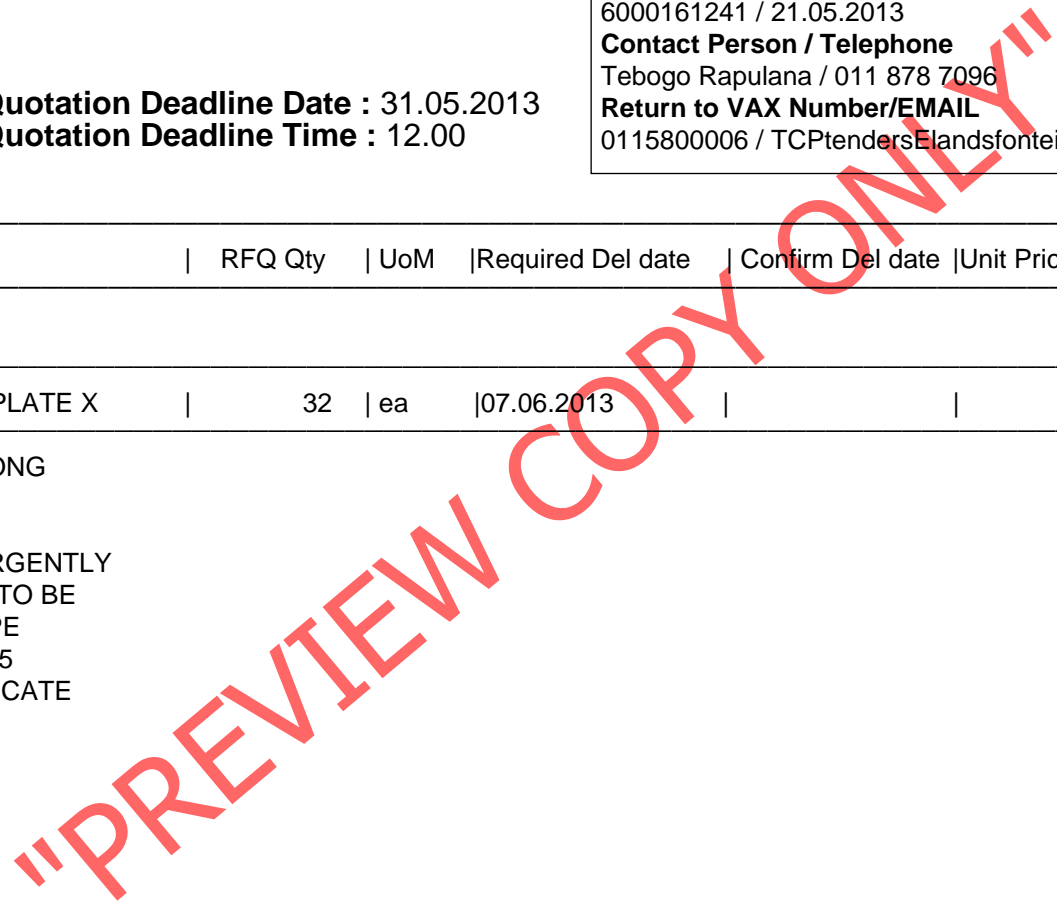 6000161241 / 21.05.2013
Contact Person / Telephone
Tebogo Rapulana / 011 878 7096
Return to VAX Number/EMAIL
0115800006 / TCPtendersElandsfontei
Quotation Deadline Date : 31.05.2013
Quotation Deadline Time : 12.00
| RFQ Qty | UoM |Required Del date | Confirm Del date |Unit Pric
PLATE X | 32 | ea |07.06.2013 | |
ONG
RGENTLY
TO BE
PE
5
CATE
"PREVIEW COPY ONLY"